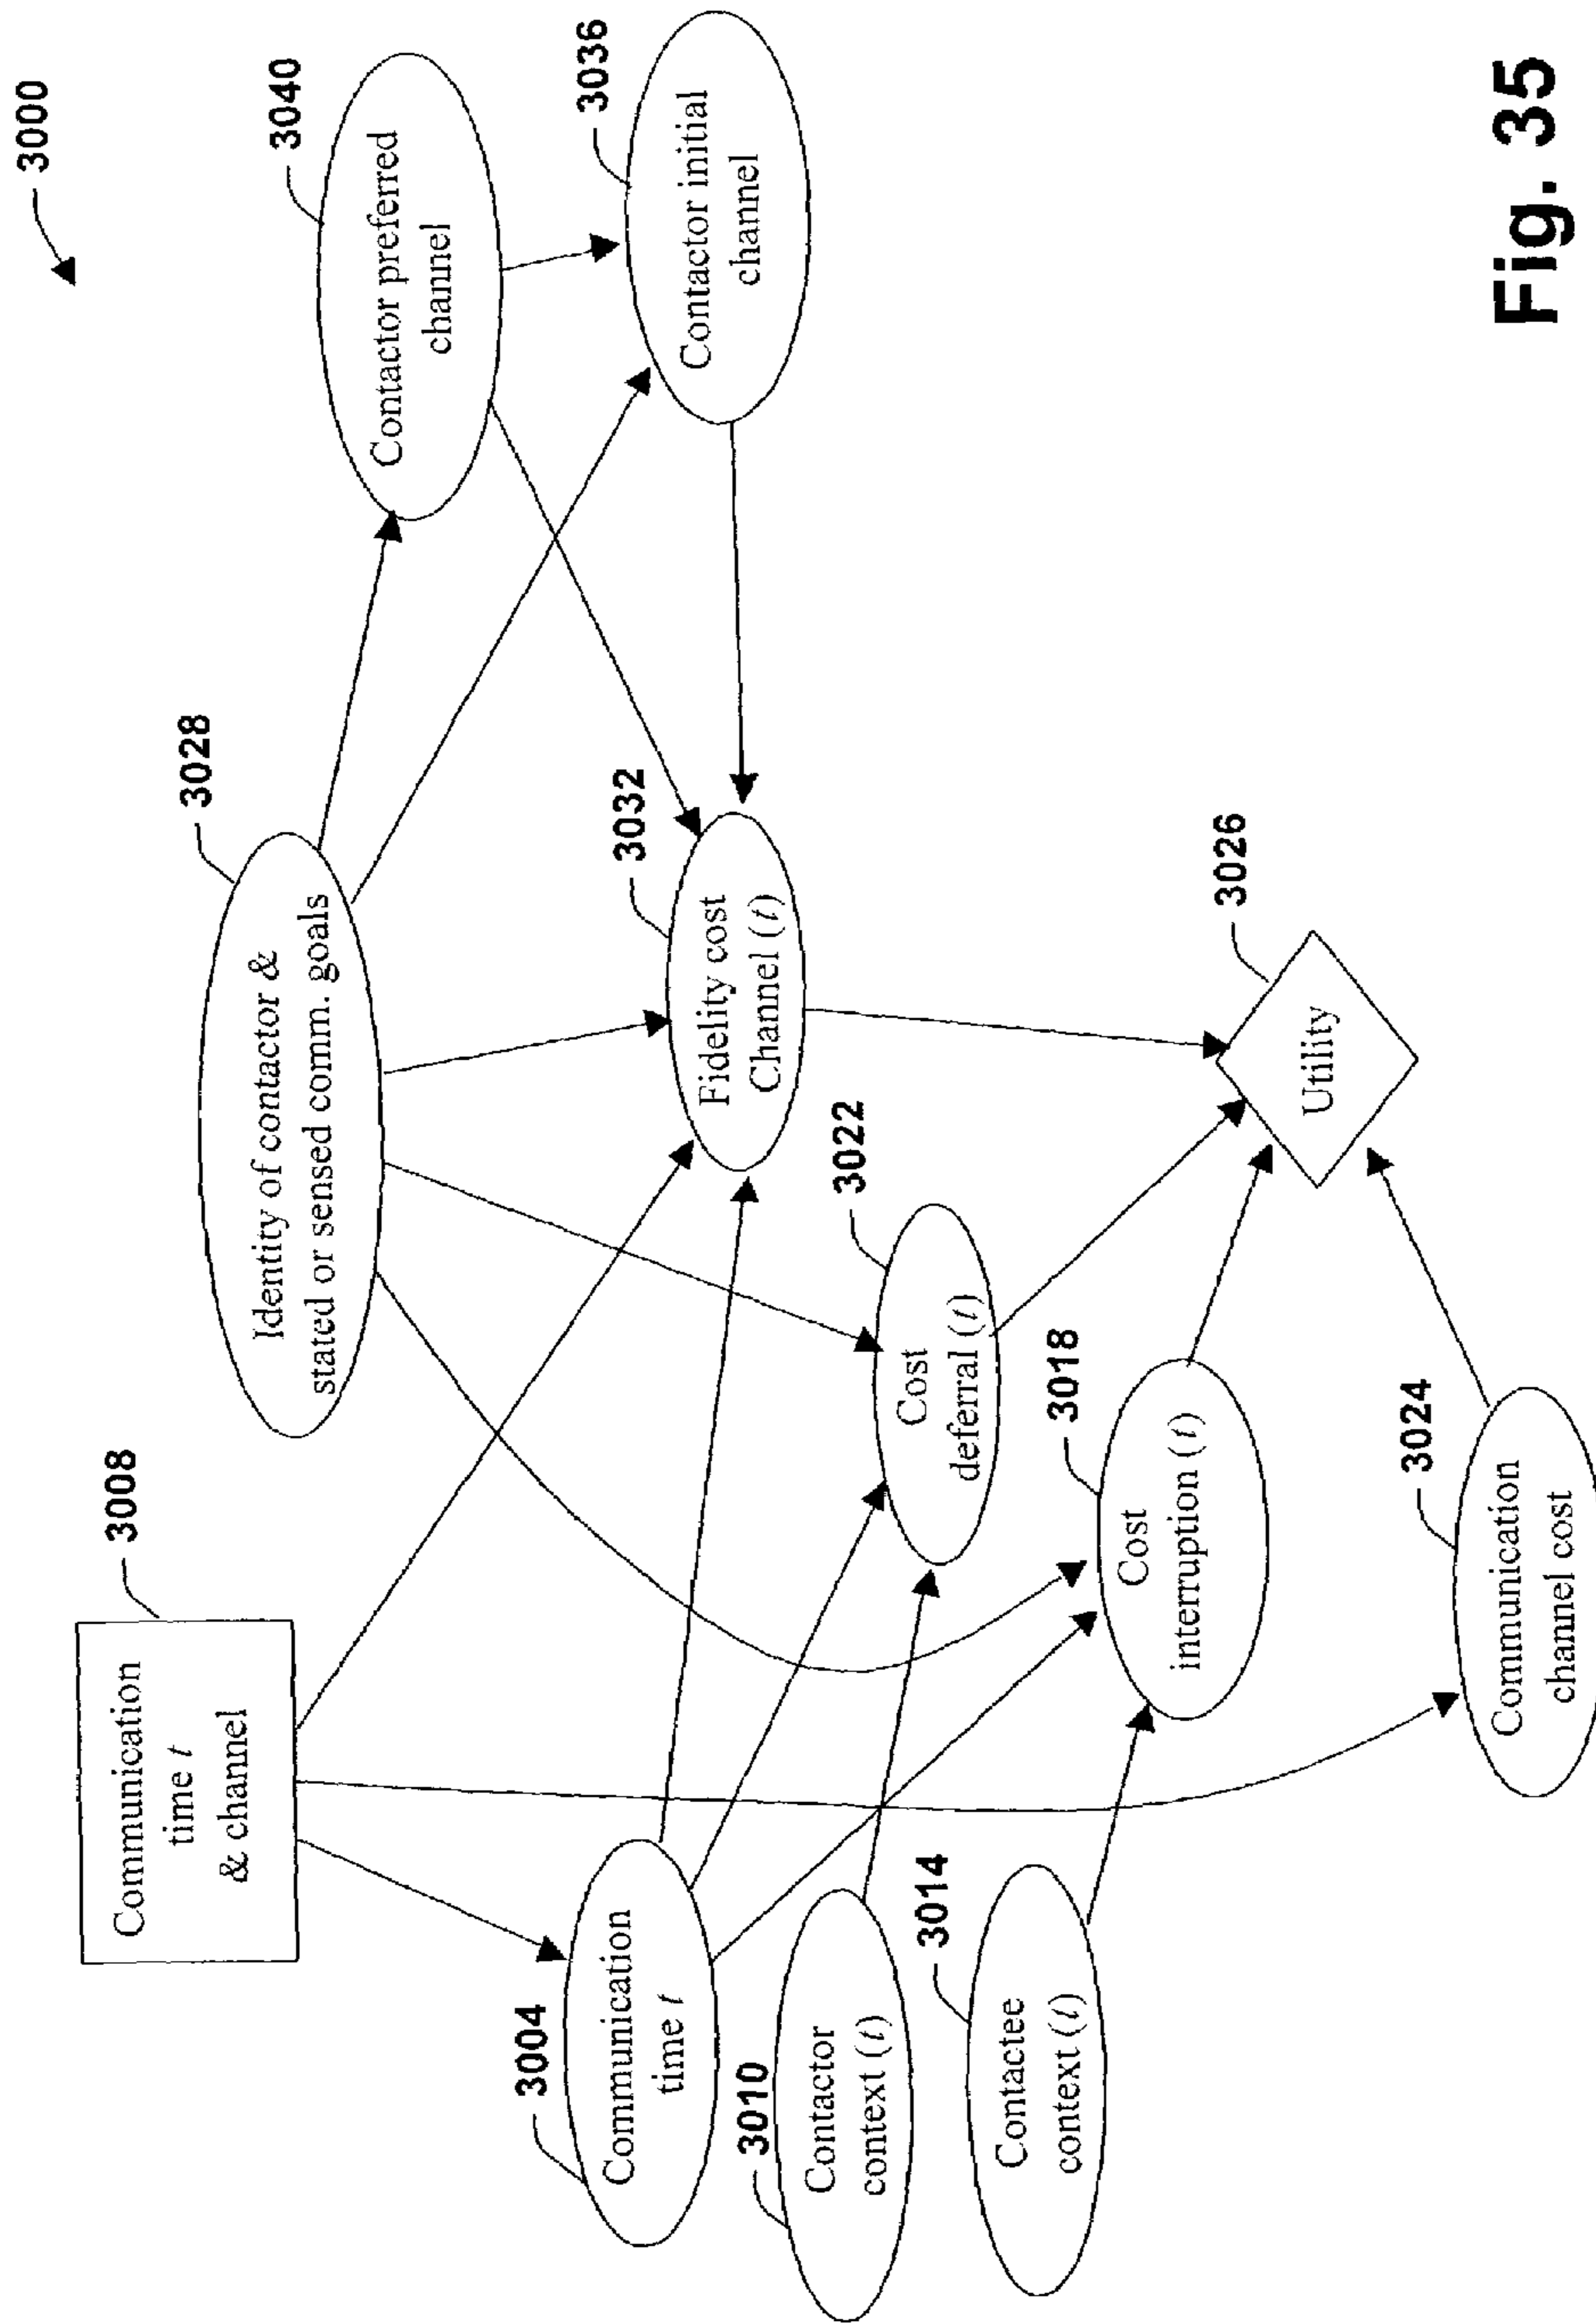 3000
3008
Communication
time t
& channel
3028
Identity of contactor &
stated or sensed comm. goals
3040
Contactor preferred
channel
3004
Communication
time t
3032
Fidelity cost
Channel (t)
3036
Contactor initial
channel
3010
Contactor
context (t)
3022
Cost
deferral (t)
3014
Contactee
context (t)
3018
Cost
interruption (t)
3026
Utility
3024
Communication
channel cost
Fig. 35